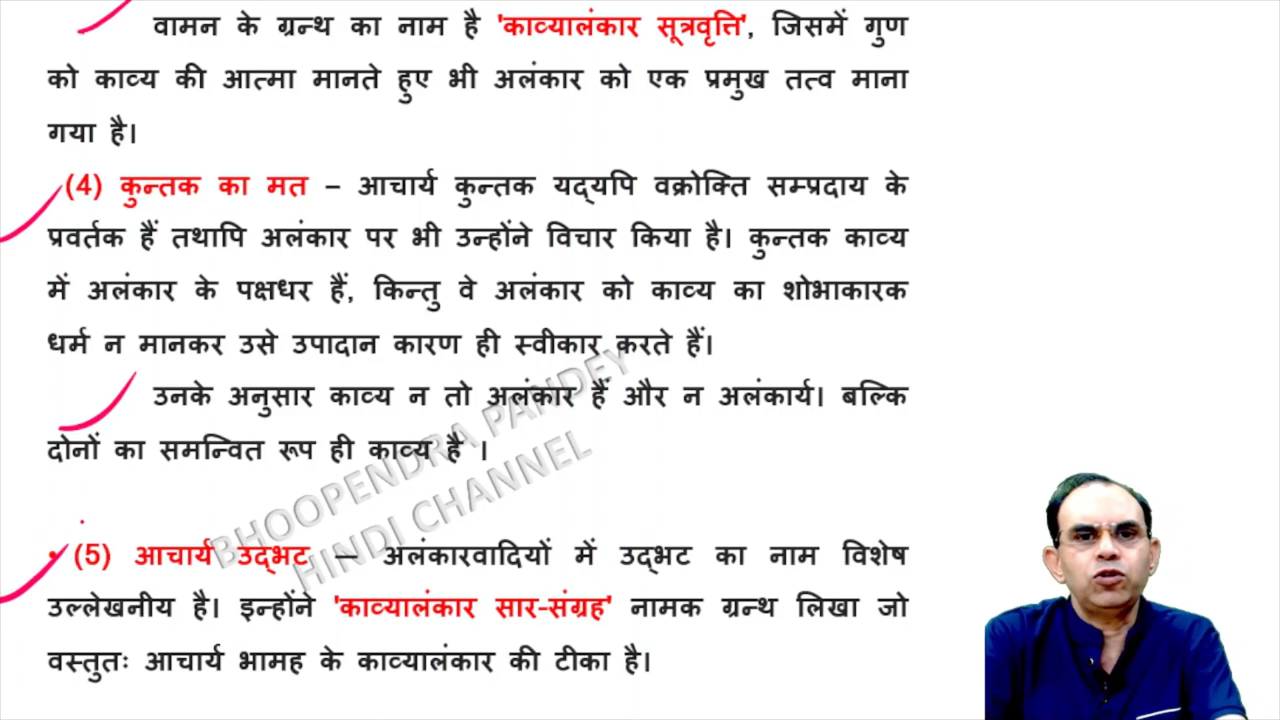 वामन के ग्रन्थ का नाम है 'काव्यालंकार सूत्रवृत्ति', जिसमें गुण
को काव्य की आत्मा मानते हुए भी अलंकार को एक प्रमुख तत्व माना
गया है।
(4) कुन्तक का मत – आचार्य कुन्तक यद्यपि वक्रोक्ति सम्प्रदाय के
प्रवर्तक हैं तथापि अलंकार पर भी उन्होंने विचार किया है। कुन्तक काव्य
में अलंकार के पक्षधर हैं, किन्तु वे अलंकार को काव्य का शोभाकारक
धर्म न मानकर उसे उपादान कारण ही स्वीकार करते हैं।
उनके अनुसार काव्य न तो अलंकार हैं और न अलंकार्य। बल्कि
दोनों का समन्वित रूप ही काव्य है ।
BHOOPENDRA PANDEY
HINDI CHANNEL
• (5) आचार्य उद्भट – अलंकारवादियों में उद्भट का नाम विशेष
उल्लेखनीय है। इन्होंने 'काव्यालंकार सार-संग्रह' नामक ग्रन्थ लिखा जो
वस्तुतः आचार्य भामह के काव्यालंकार की टीका है।